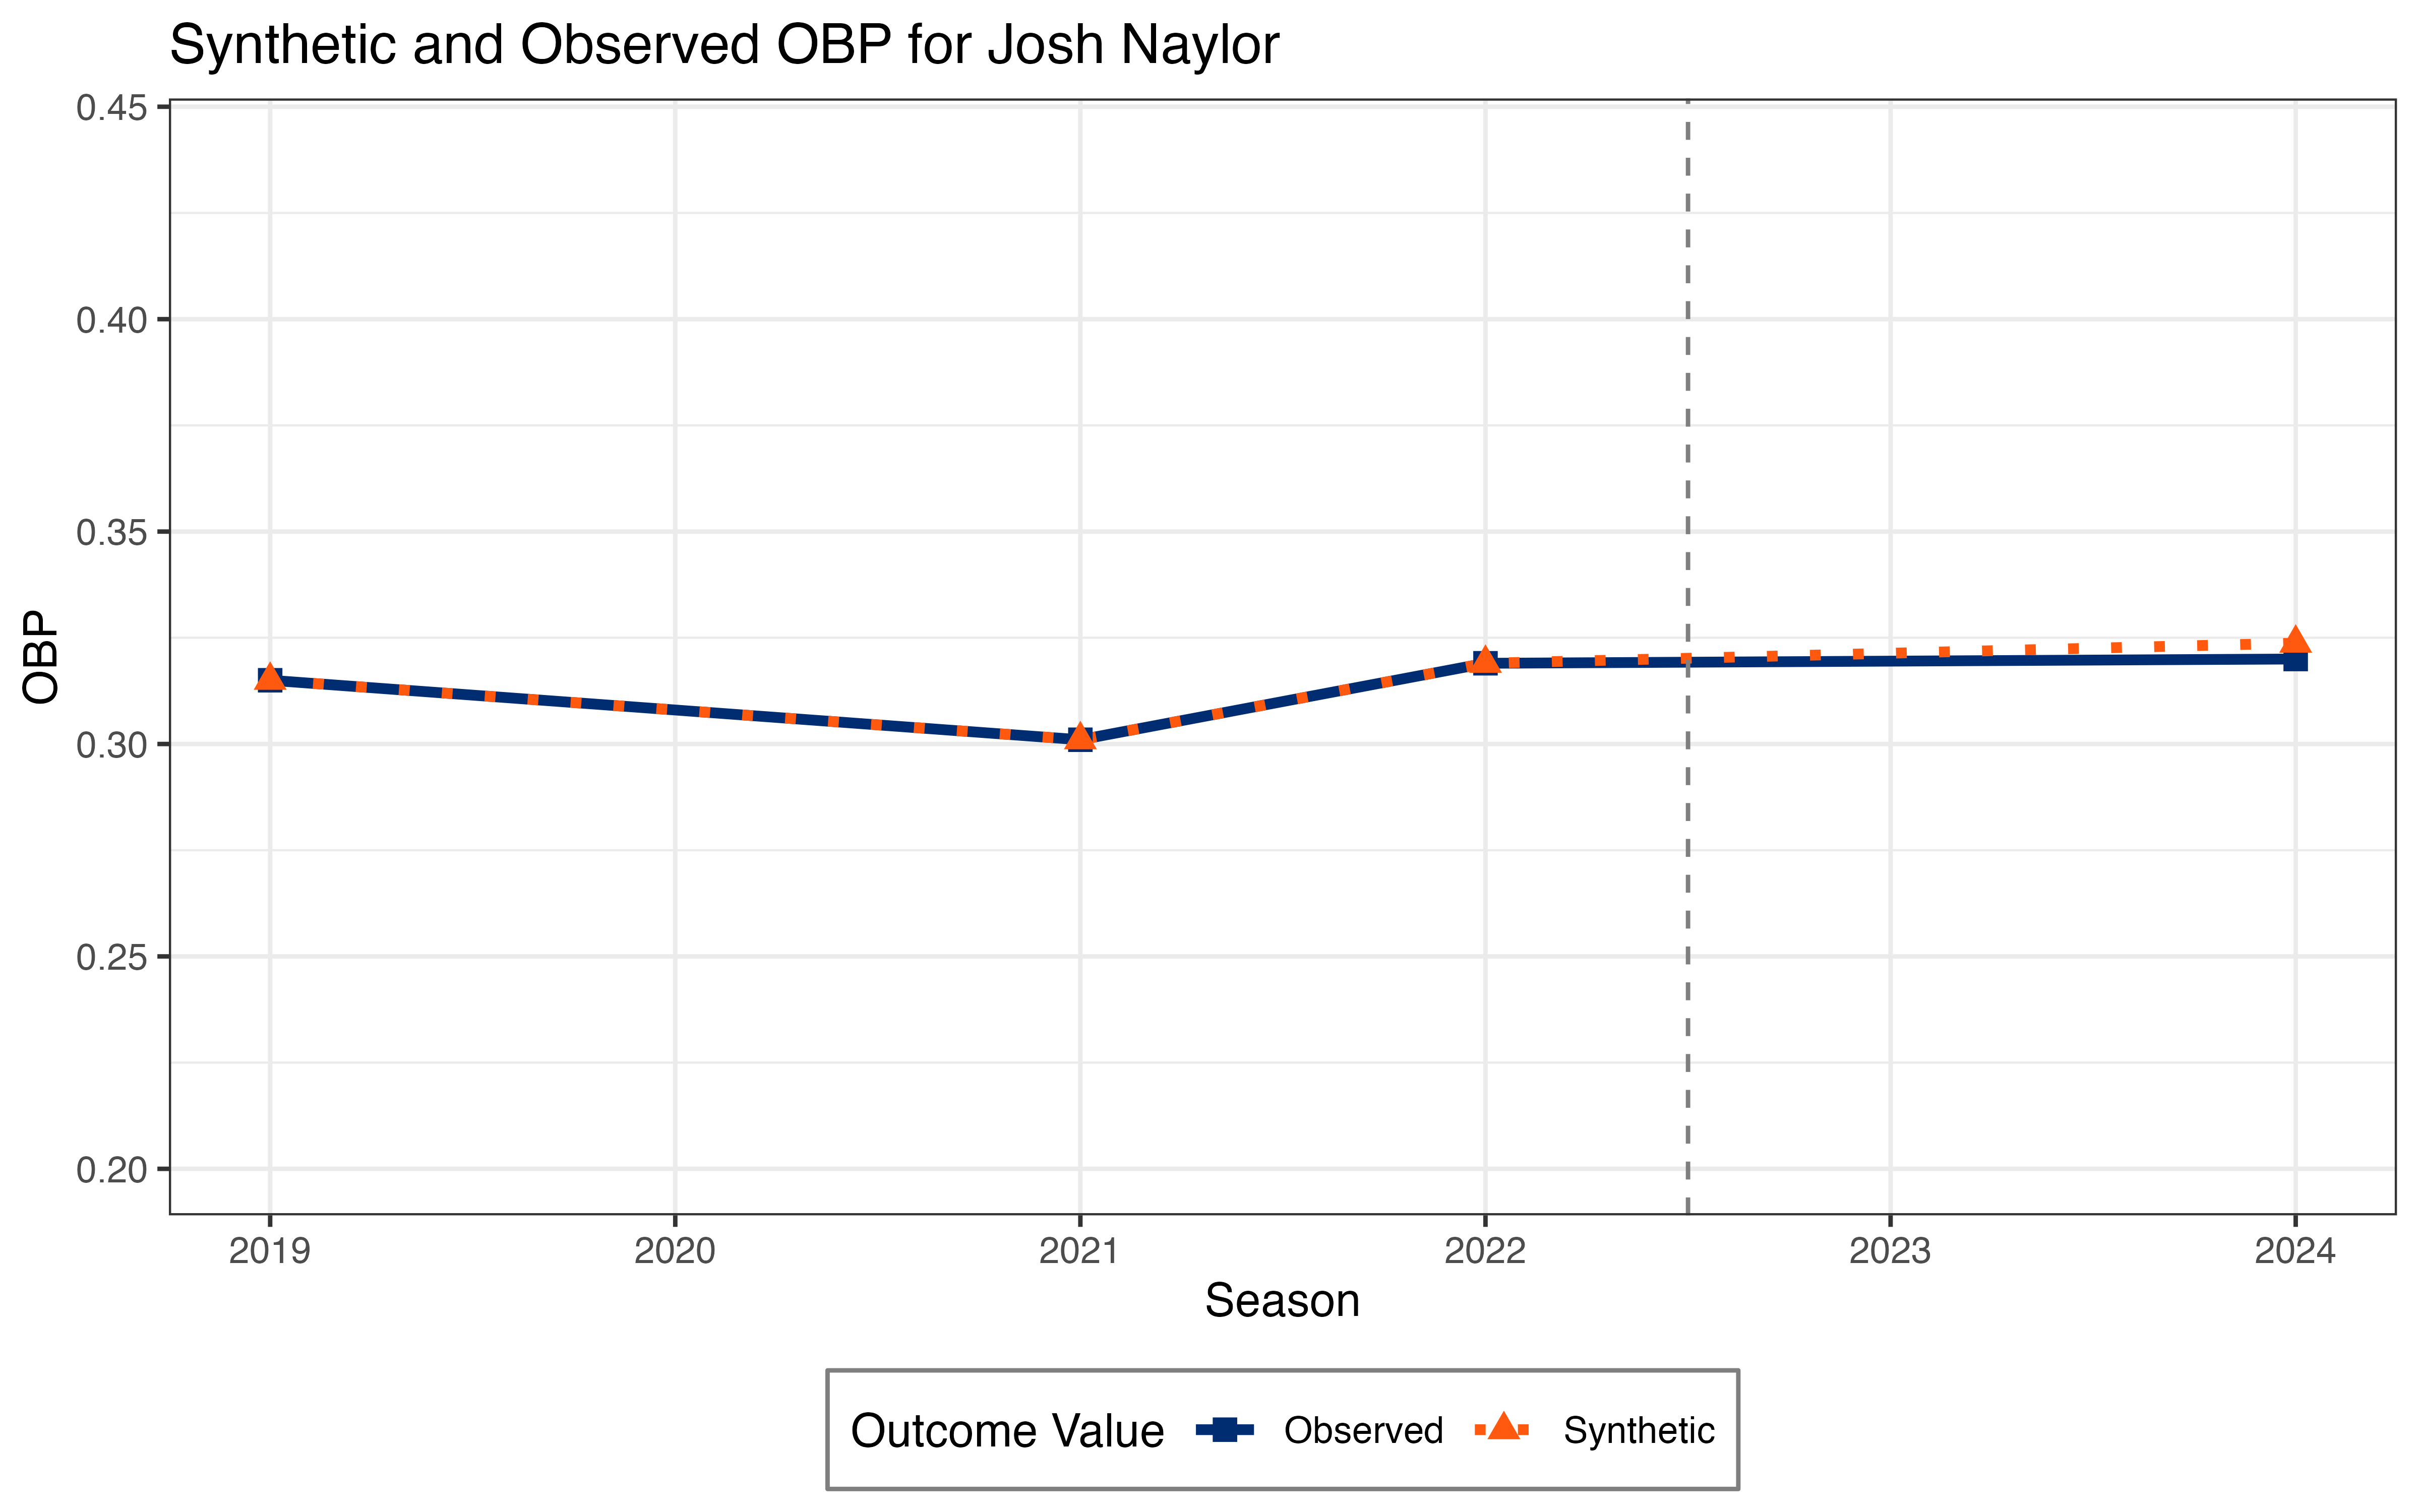 Synthetic and Observed OBP for Josh Naylor
0.45
0.40
0.35
0.30
0.25
0.20
OBP
2019 2020 2021 2022 2023 2024
Season
Outcome Value Observed Synthetic